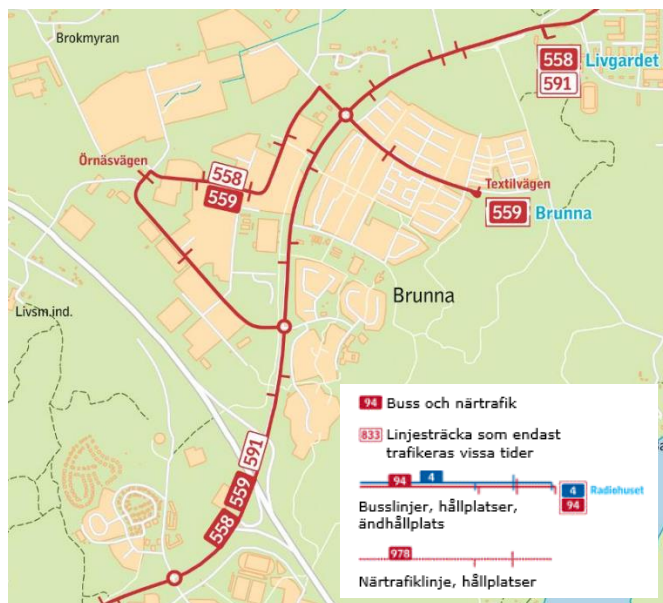 Brokmyran
558 Livgardet
591
Örnäsvägen
558
559
Textilvägen
559 Brunna
Brunna
Livsm.ind.
558 559 591
94 Buss och närtrafik
833 Linjesträcka som endast
trafikeras vissa tider
94 4
4 Radiohuset
94
Busslinjer, hållplatser,
ändhållplats
978
Närtrafiklinje, hållplatser